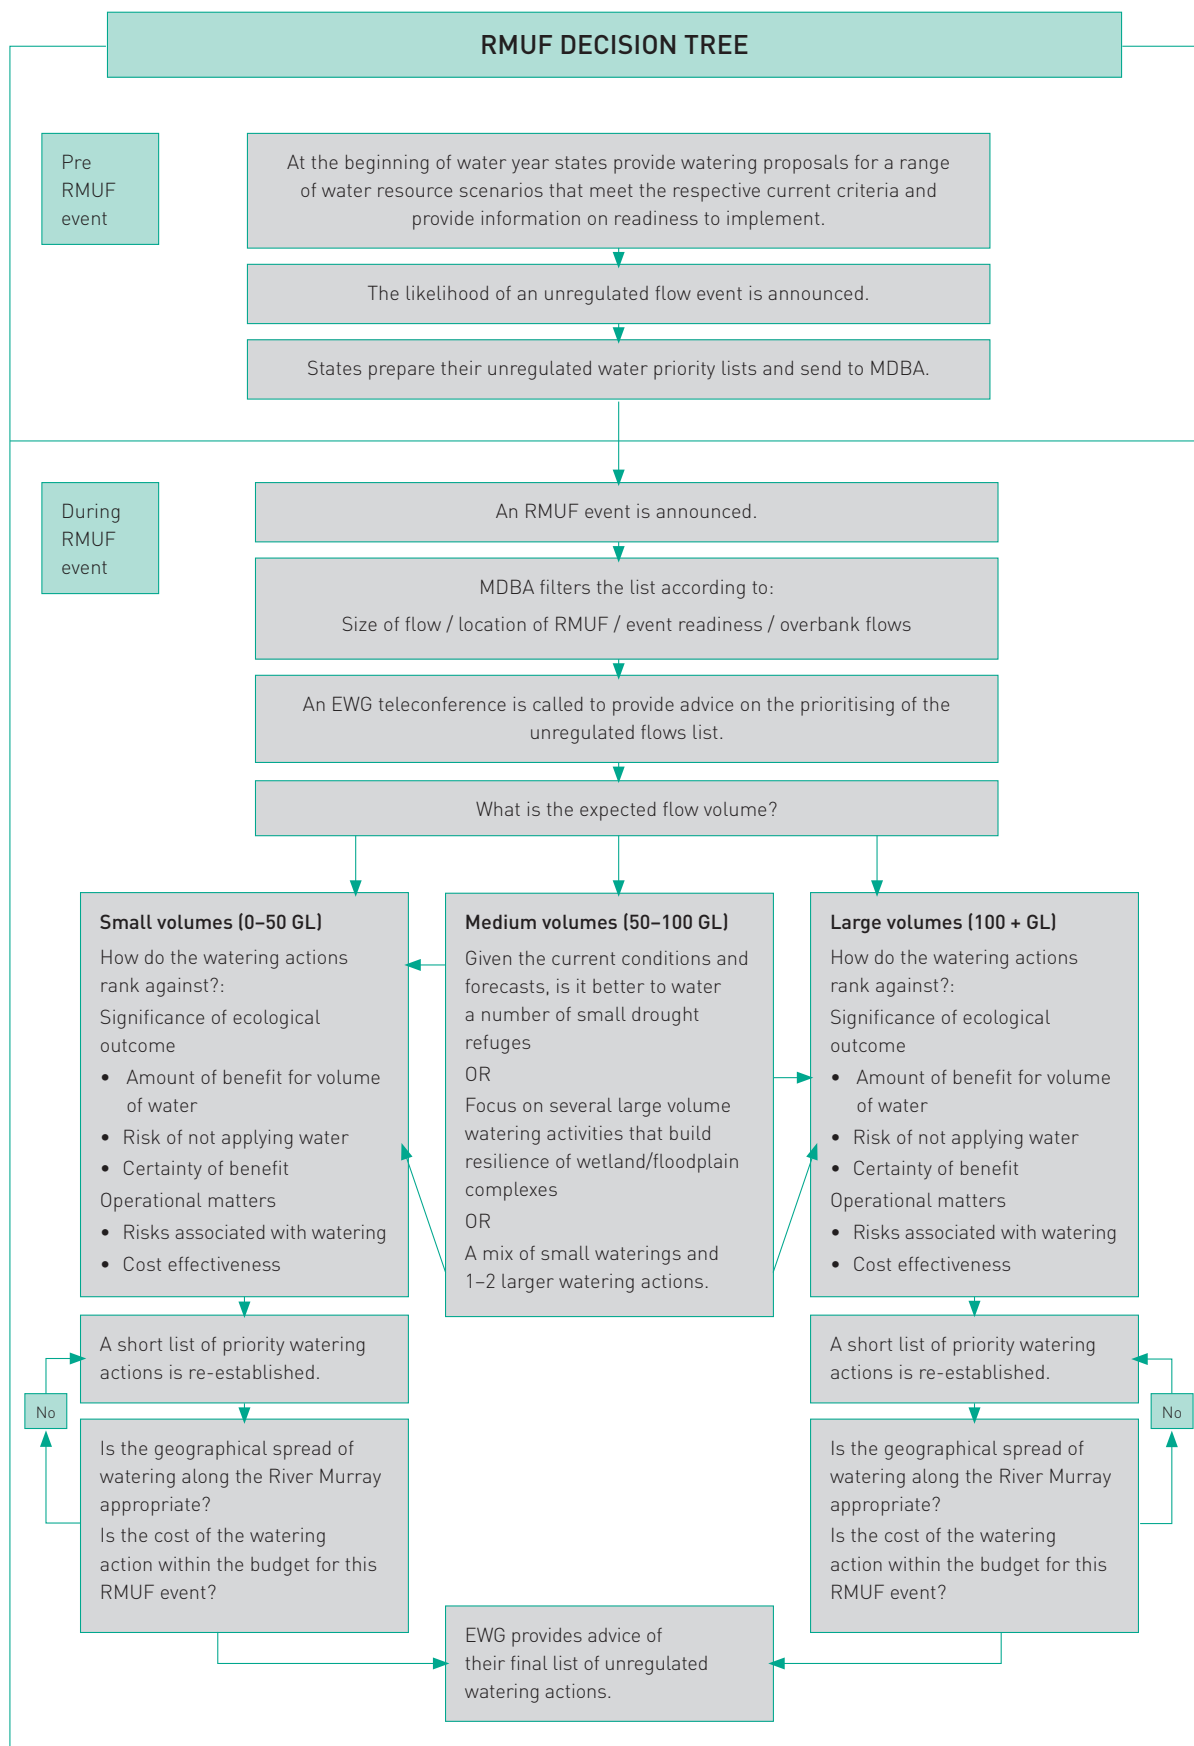 RMUF DECISION TREE
Pre
RMUF
event
At the beginning of water year states provide watering proposals for a range
of water resource scenarios that meet the respective current criteria and
provide information on readiness to implement.
The likelihood of an unregulated flow event is announced.
States prepare their unregulated water priority lists and send to MDBA.
During
RMUF
event
An RMUF event is announced.
MDBA filters the list according to:
Size of flow / location of RMUF / event readiness / overbank flows
An EWG teleconference is called to provide advice on the prioritising of the
unregulated flows list.
What is the expected flow volume?
Small volumes (0–50 GL)
How do the watering actions
rank against?:
Significance of ecological
outcome
• Amount of benefit for volume
of water
• Risk of not applying water
• Certainty of benefit
Operational matters
• Risks associated with watering
• Cost effectiveness
Medium volumes (50–100 GL)
Given the current conditions and
forecasts, is it better to water
a number of small drought
refuges
OR
Focus on several large volume
watering activities that build
resilience of wetland/floodplain
complexes
OR
A mix of small waterings and
1–2 larger watering actions.
Large volumes (100 + GL)
How do the watering actions
rank against?:
Significance of ecological
outcome
• Amount of benefit for volume
of water
• Risk of not applying water
• Certainty of benefit
Operational matters
• Risks associated with watering
• Cost effectiveness
A short list of priority watering
actions is re-established.
No
Is the geographical spread of
watering along the River Murray
appropriate?
Is the cost of the watering
action within the budget for this
RMUF event?
A short list of priority watering
actions is re-established.
No
Is the geographical spread of
watering along the River Murray
appropriate?
Is the cost of the watering
action within the budget for this
RMUF event?
EWG provides advice of
their final list of unregulated
watering actions.